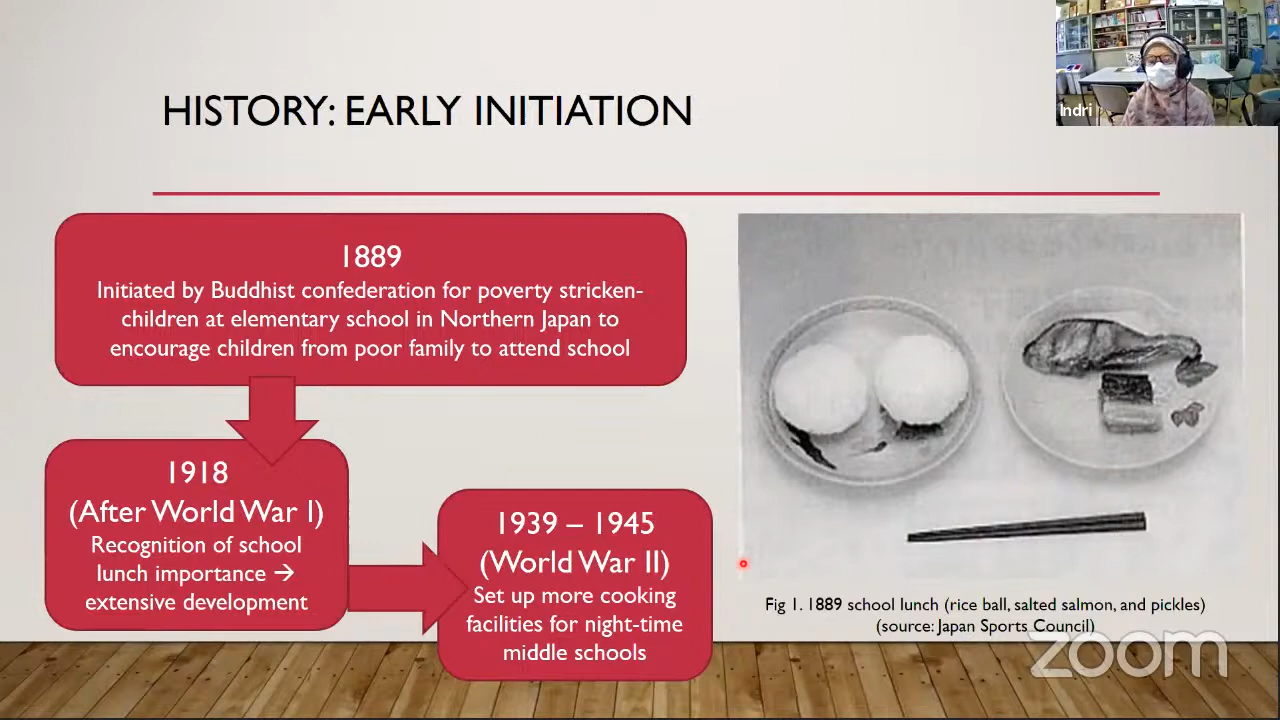 HISTORY: EARLY INITIATION
Indri
1889
Initiated by Buddhist confederation for poverty stricken-
children at elementary school in Northern Japan to
encourage children from poor family to attend school
1918
(After World War I)
Recognition of school
lunch importance →
extensive development
1939 – 1945
(World War II)
Set up more cooking
facilities for night-time
middle schools
Fig 1. 1889 school lunch (rice ball, salted salmon, and pickles)
(source: Japan Sports Council)
zoom